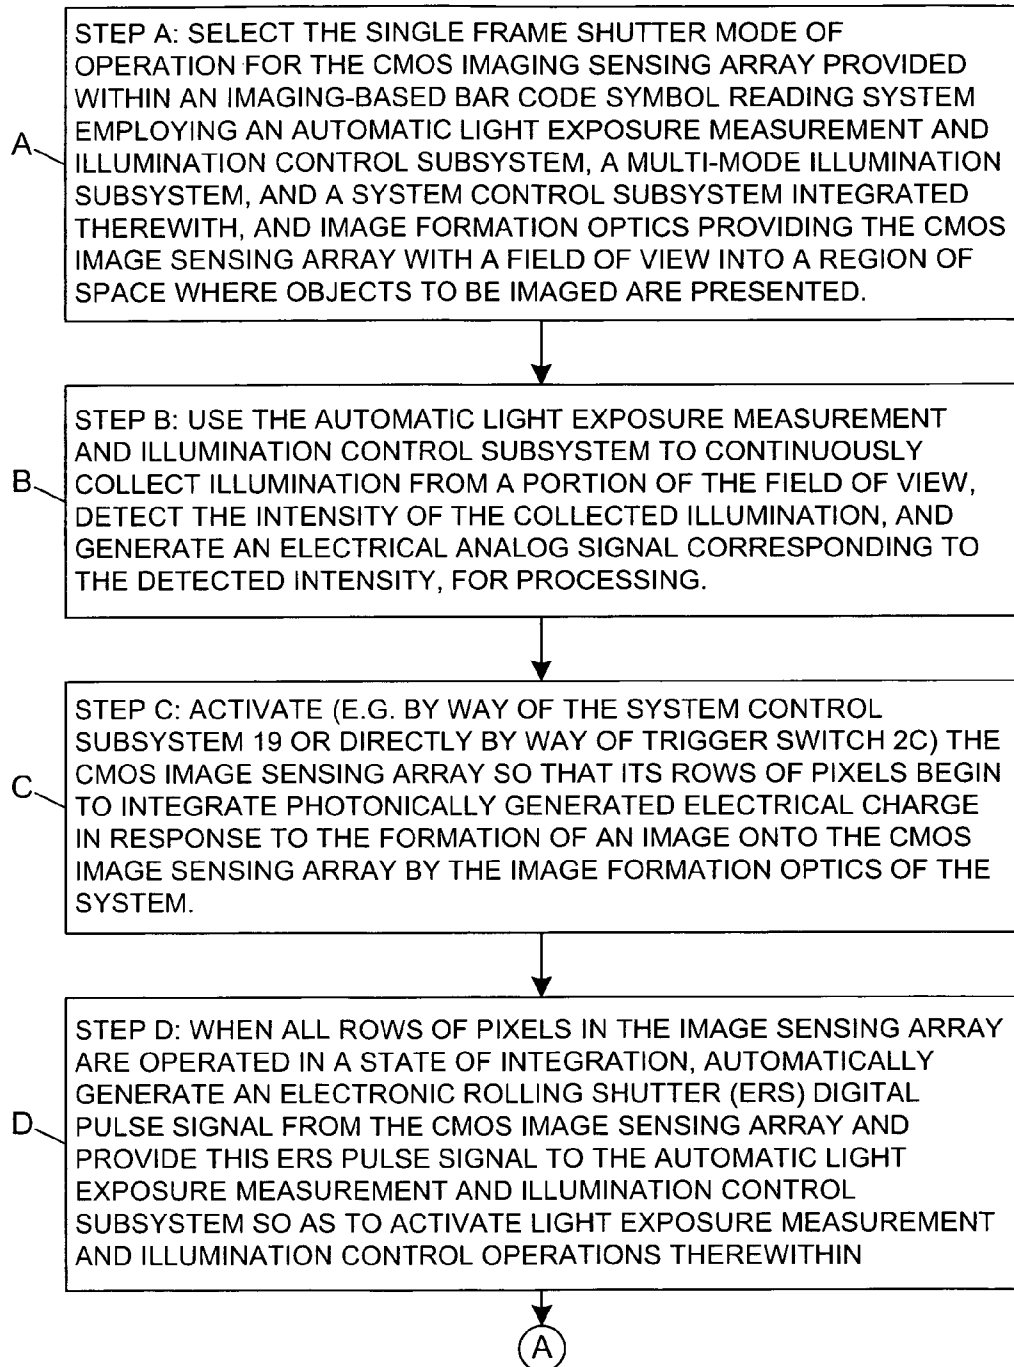 STEP A: SELECT THE SINGLE FRAME SHUTTER MODE OF
OPERATION FOR THE CMOS IMAGING SENSING ARRAY PROVIDED
WITHIN AN IMAGING-BASED BAR CODE SYMBOL READING SYSTEM
EMPLOYING AN AUTOMATIC LIGHT EXPOSURE MEASUREMENT AND
ILLUMINATION CONTROL SUBSYSTEM, A MULTI-MODE ILLUMINATION
SUBSYSTEM, AND A SYSTEM CONTROL SUBSYSTEM INTEGRATED
THEREWITH, AND IMAGE FORMATION OPTICS PROVIDING THE CMOS
IMAGE SENSING ARRAY WITH A FIELD OF VIEW INTO A REGION OF
SPACE WHERE OBJECTS TO BE IMAGED ARE PRESENTED.
A
STEP B: USE THE AUTOMATIC LIGHT EXPOSURE MEASUREMENT
AND ILLUMINATION CONTROL SUBSYSTEM TO CONTINUOUSLY
COLLECT ILLUMINATION FROM A PORTION OF THE FIELD OF VIEW,
DETECT THE INTENSITY OF THE COLLECTED ILLUMINATION, AND
GENERATE AN ELECTRICAL ANALOG SIGNAL CORRESPONDING TO
THE DETECTED INTENSITY, FOR PROCESSING.
B
STEP C: ACTIVATE (E.G. BY WAY OF THE SYSTEM CONTROL
SUBSYSTEM 19 OR DIRECTLY BY WAY OF TRIGGER SWITCH 2C) THE
CMOS IMAGE SENSING ARRAY SO THAT ITS ROWS OF PIXELS BEGIN
TO INTEGRATE PHOTONICALLY GENERATED ELECTRICAL CHARGE
IN RESPONSE TO THE FORMATION OF AN IMAGE ONTO THE CMOS
IMAGE SENSING ARRAY BY THE IMAGE FORMATION OPTICS OF THE
SYSTEM.
C
STEP D: WHEN ALL ROWS OF PIXELS IN THE IMAGE SENSING ARRAY
ARE OPERATED IN A STATE OF INTEGRATION, AUTOMATICALLY
GENERATE AN ELECTRONIC ROLLING SHUTTER (ERS) DIGITAL
PULSE SIGNAL FROM THE CMOS IMAGE SENSING ARRAY AND
PROVIDE THIS ERS PULSE SIGNAL TO THE AUTOMATIC LIGHT
EXPOSURE MEASUREMENT AND ILLUMINATION CONTROL
SUBSYSTEM SO AS TO ACTIVATE LIGHT EXPOSURE MEASUREMENT
AND ILLUMINATION CONTROL OPERATIONS THEREWITHIN
D
A